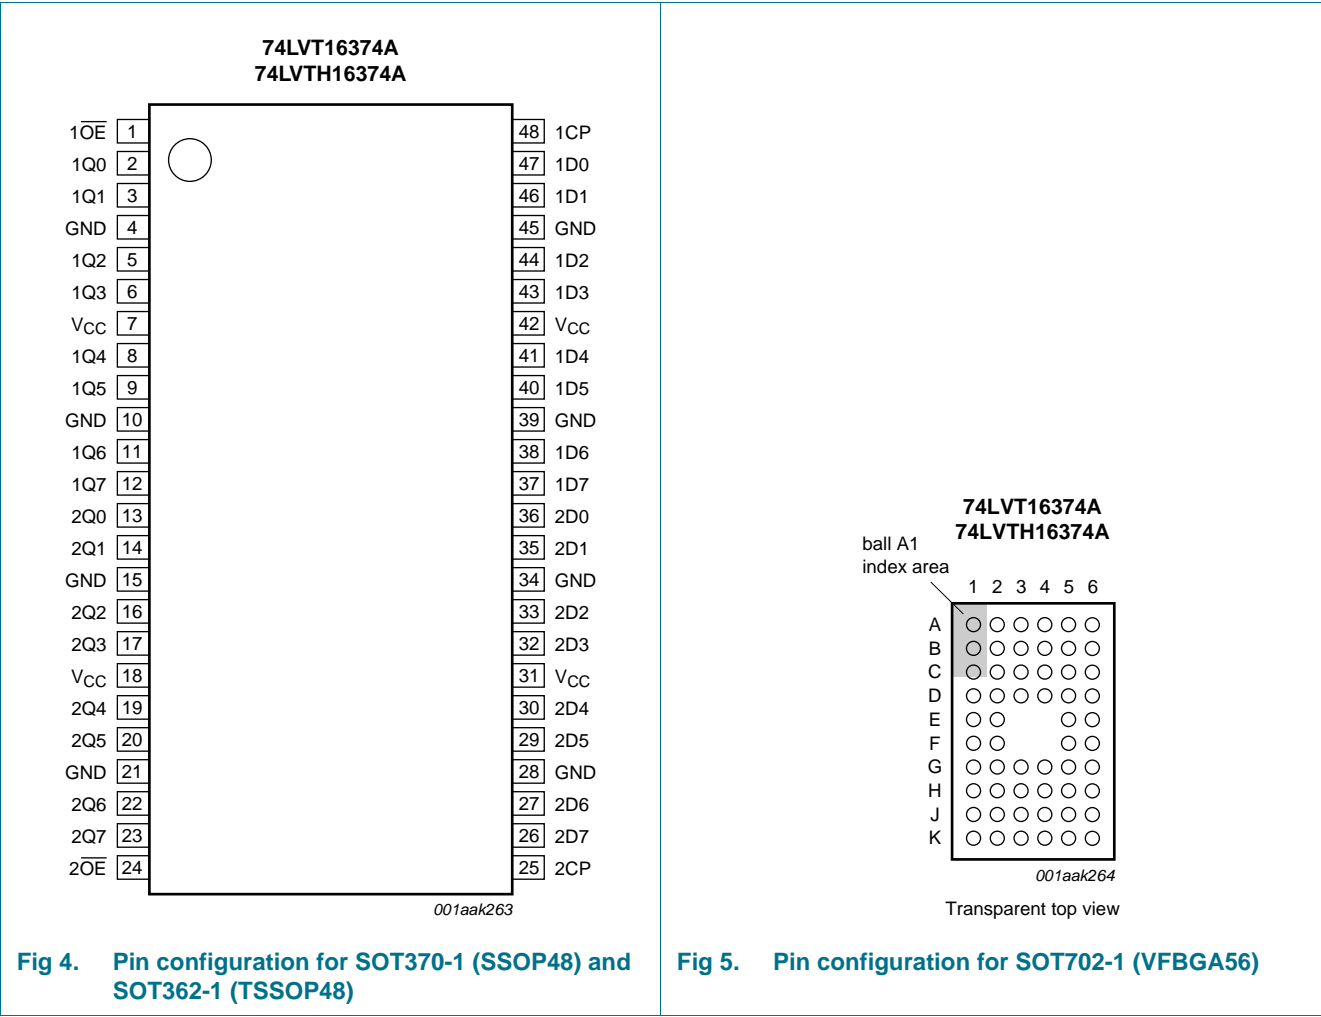 74LVT16374A
74LVTH16374A
1OE 1 48 1CP
1Q0 2 47 1D0
1Q1 3 46 1D1
GND 4 45 GND
1Q2 5 44 1D2
1Q3 6 43 1D3
VCC 7 42 VCC
1Q4 8 41 1D4
1Q5 9 40 1D5
GND 10 39 GND
1Q6 11 38 1D6
1Q7 12 37 1D7
2Q0 13 36 2D0
2Q1 14 35 2D1
GND 15 34 GND
2Q2 16 33 2D2
2Q3 17 32 2D3
VCC 18 31 VCC
2Q4 19 30 2D4
2Q5 20 29 2D5
GND 21 28 GND
2Q6 22 27 2D6
2Q7 23 26 2D7
2OE 24 25 2CP
001aak263
Fig 4. Pin configuration for SOT370-1 (SSOP48) and
SOT362-1 (TSSOP48)
74LVT16374A
74LVTH16374A
ball A1
index area
1 2 3 4 5 6
A
B
C
D
E
F
G
H
J
K
001aak264
Transparent top view
Fig 5. Pin configuration for SOT702-1 (VFBGA56)